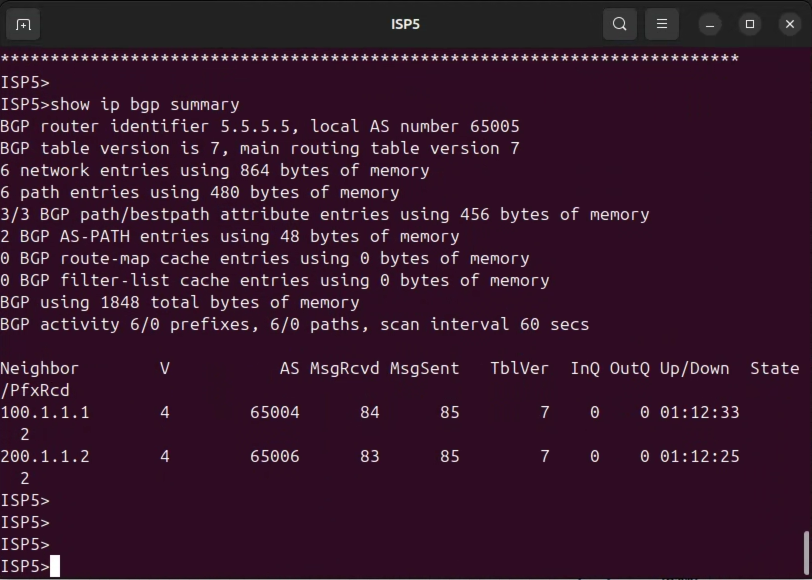 ISP5
**************************************************************************
ISP5>
ISP5>show ip bgp summary
BGP router identifier 5.5.5.5, local AS number 65005
BGP table version is 7, main routing table version 7
6 network entries using 864 bytes of memory
6 path entries using 480 bytes of memory
3/3 BGP path/bestpath attribute entries using 456 bytes of memory
2 BGP AS-PATH entries using 48 bytes of memory
0 BGP route-map cache entries using 0 bytes of memory
0 BGP filter-list cache entries using 0 bytes of memory
BGP using 1848 total bytes of memory
BGP activity 6/0 prefixes, 6/0 paths, scan interval 60 secs
Neighbor        V           AS MsgRcvd MsgSent   TblVer  InQ OutQ Up/Down  State
/PfxRcd
100.1.1.1       4        65004      84      85        7    0    0 01:12:33
  2
200.1.1.2       4        65006      83      85        7    0    0 01:12:25
  2
ISP5>
ISP5>
ISP5>
ISP5>